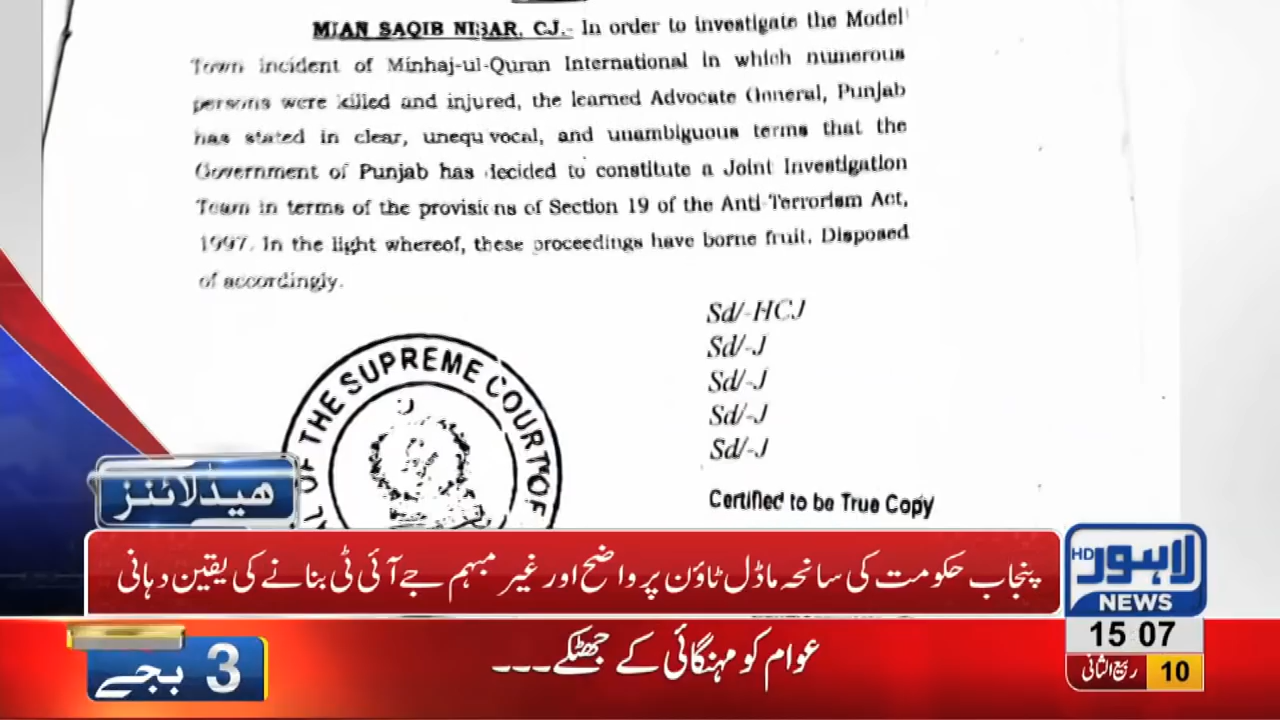 MIAN SAQIB NISAR, CJ.- In order to investigate the Model
Town incident of Minhaj-ul-Quran International in which numerous
persons were killed and injured, the learned Advocate General, Punjab
has stated in clear, unequivocal, and unambiguous terms that the
Government of Punjab has decided to constitute a Joint Investigation
Team in terms of the provisions of Section 19 of the Anti-Terrorism Act,
1997. In the light whereof, these proceedings have borne fruit. Disposed
of accordingly.
Sd/-HCJ
Sd/-J
Sd/-J
Sd/-J
Sd/-J
Certified to be True Copy
OF THE SUPREME COURT OF
ھیڈلائنز
پنجاب حکومت کی سانحہ ماڈل ٹاؤن پر واضح اور غیر مبہم جے آئی ٹی بنانے کی یقین دہانی
لاہور
HD
NEWS
15 07
ربیع الثانی 10
3 بجے
عوام کو مہنگائی کے جھٹکے ۔۔۔